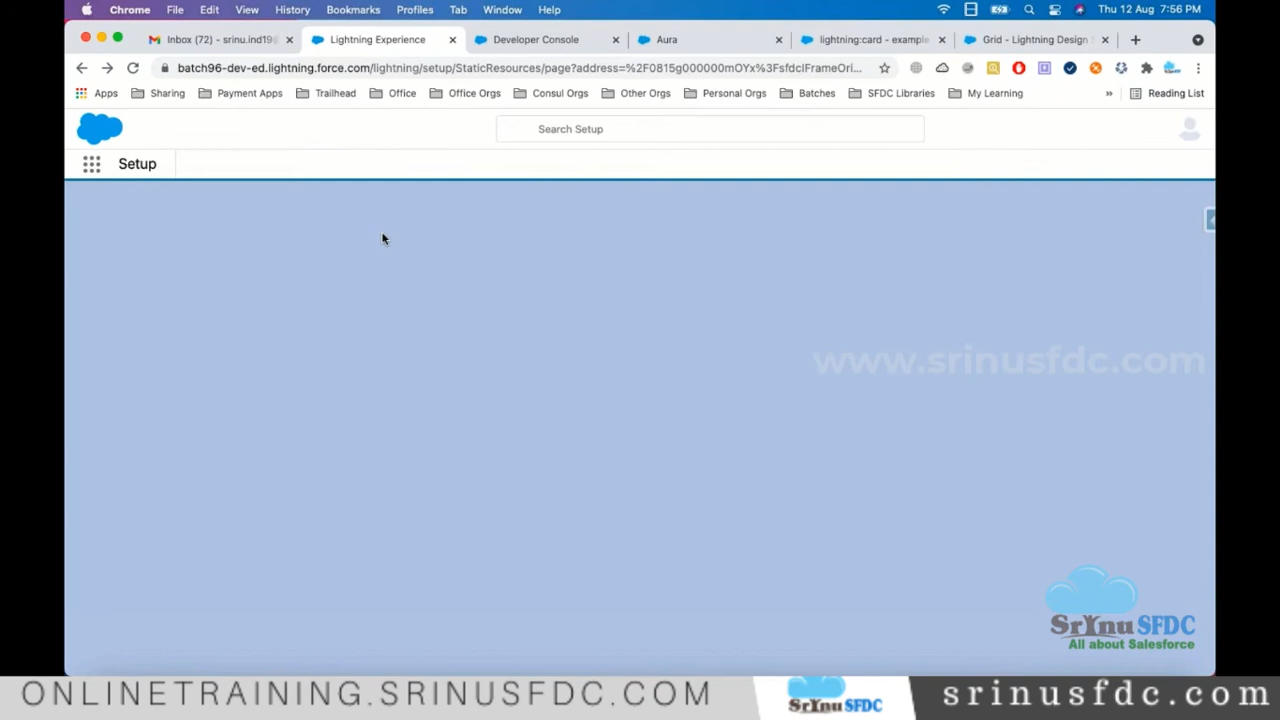 Chrome File Edit View History Bookmarks Profiles Tab Window Help Thu 12 Aug 7:56 PM
Inbox (72) - srinu.ind19 Lightning Experience Developer Console Aura lightning:card - example Grid - Lightning Design
batch96-dev-ed.lightning.force.com/lightning/setup/StaticResources/page?address=%2F0815g000000mOYx%3FsfdcIFrameOri...
Apps Sharing Payment Apps Trailhead Office Office Orgs Consul Orgs Other Orgs Personal Orgs Batches SFDC Libraries My Learning » Reading List
Search Setup
Setup
www.srinusfdc.com
SrInu SFDC
All about Salesforce
ONLINETRAINING.SRINUSFDC.COM SrInu SFDC srinusfdc.com